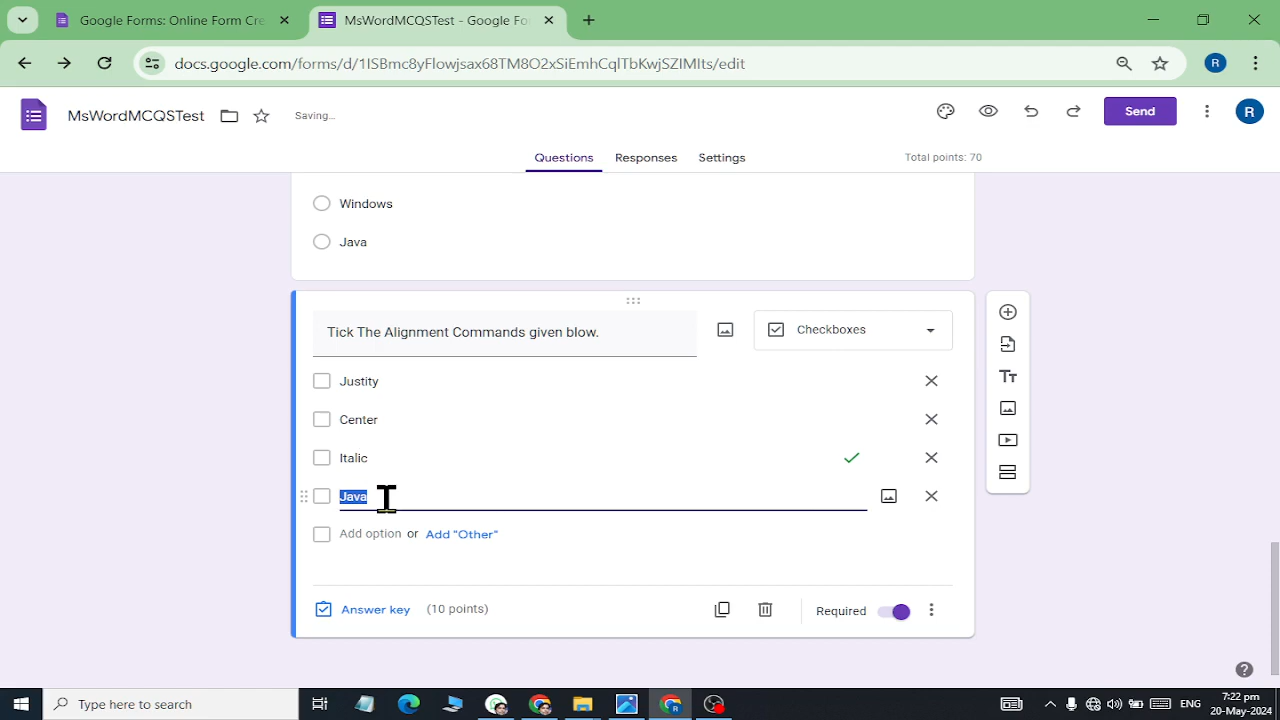 Google Forms: Online Form Cre
MsWordMCQSTest - Google Fo
docs.google.com/forms/d/1ISBmc8yFlowjsax68TM8O2xSiEmhCqlTbKwjSZIMIts/edit
R
MsWordMCQSTest
Saving...
Send
R
Questions
Responses
Settings
Total points: 70
Windows
Java
Tick The Alignment Commands given blow.
Checkboxes
Justity
Center
Italic
Java
Add option or Add "Other"
Answer key (10 points)
Required
Tt
Type here to search
ENG
7:22 pm
20-May-2024